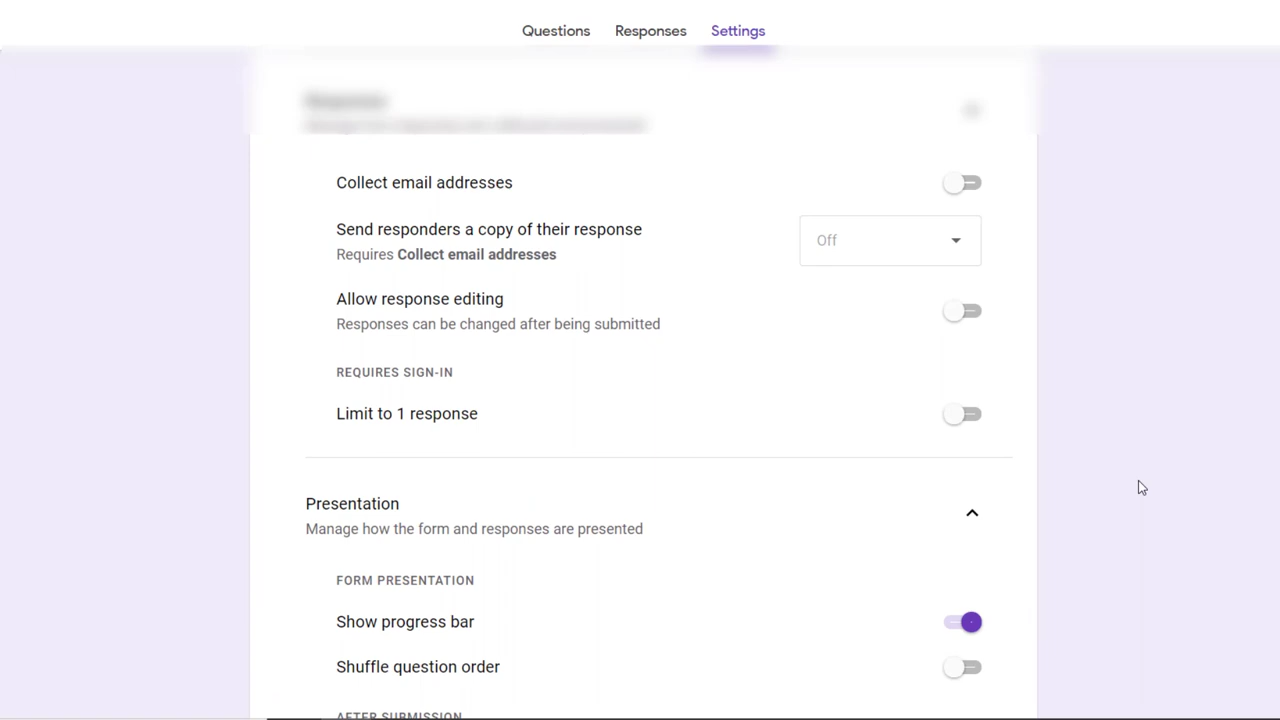 Questions Responses Settings
Collect email addresses
Send responders a copy of their response
Requires Collect email addresses
Off
Allow response editing
Responses can be changed after being submitted
REQUIRES SIGN-IN
Limit to 1 response
Presentation
Manage how the form and responses are presented
FORM PRESENTATION
Show progress bar
Shuffle question order
AFTER SUBMISSION